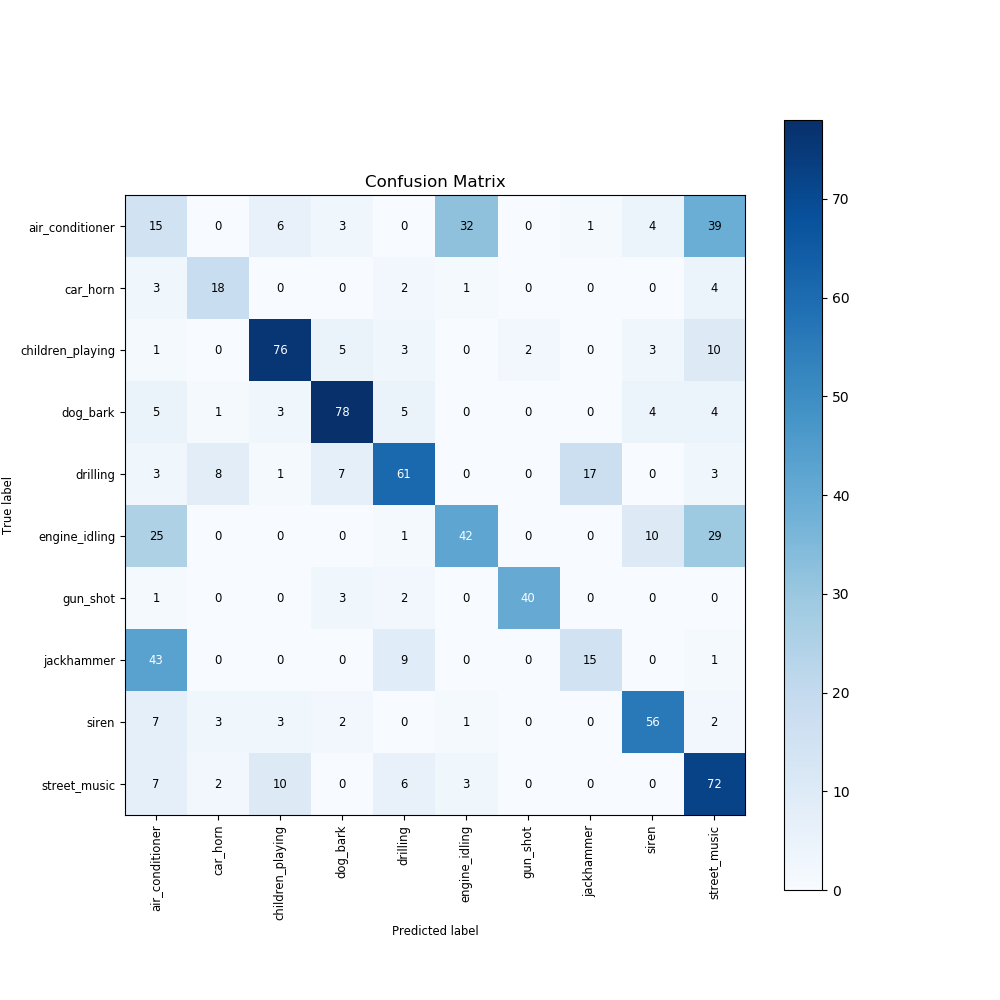 Confusion Matrix
air_conditioner 15 0 6 3 0 32 0 1 4 39
car_horn 3 18 0 0 2 1 0 0 0 4
children_playing 1 0 76 5 3 0 2 0 3 10
dog_bark 5 1 3 78 5 0 0 0 4 4
drilling 3 8 1 7 61 0 0 17 0 3
engine_idling 25 0 0 0 1 42 0 0 10 29
gun_shot 1 0 0 3 2 0 40 0 0 0
jackhammer 43 0 0 0 9 0 0 15 0 1
siren 7 3 3 2 0 1 0 0 56 2
street_music 7 2 10 0 6 3 0 0 0 72
True label
air_conditioner
car_horn
children_playing
dog_bark
drilling
engine_idling
gun_shot
jackhammer
siren
street_music
Predicted label
70
60
50
40
30
20
10
0